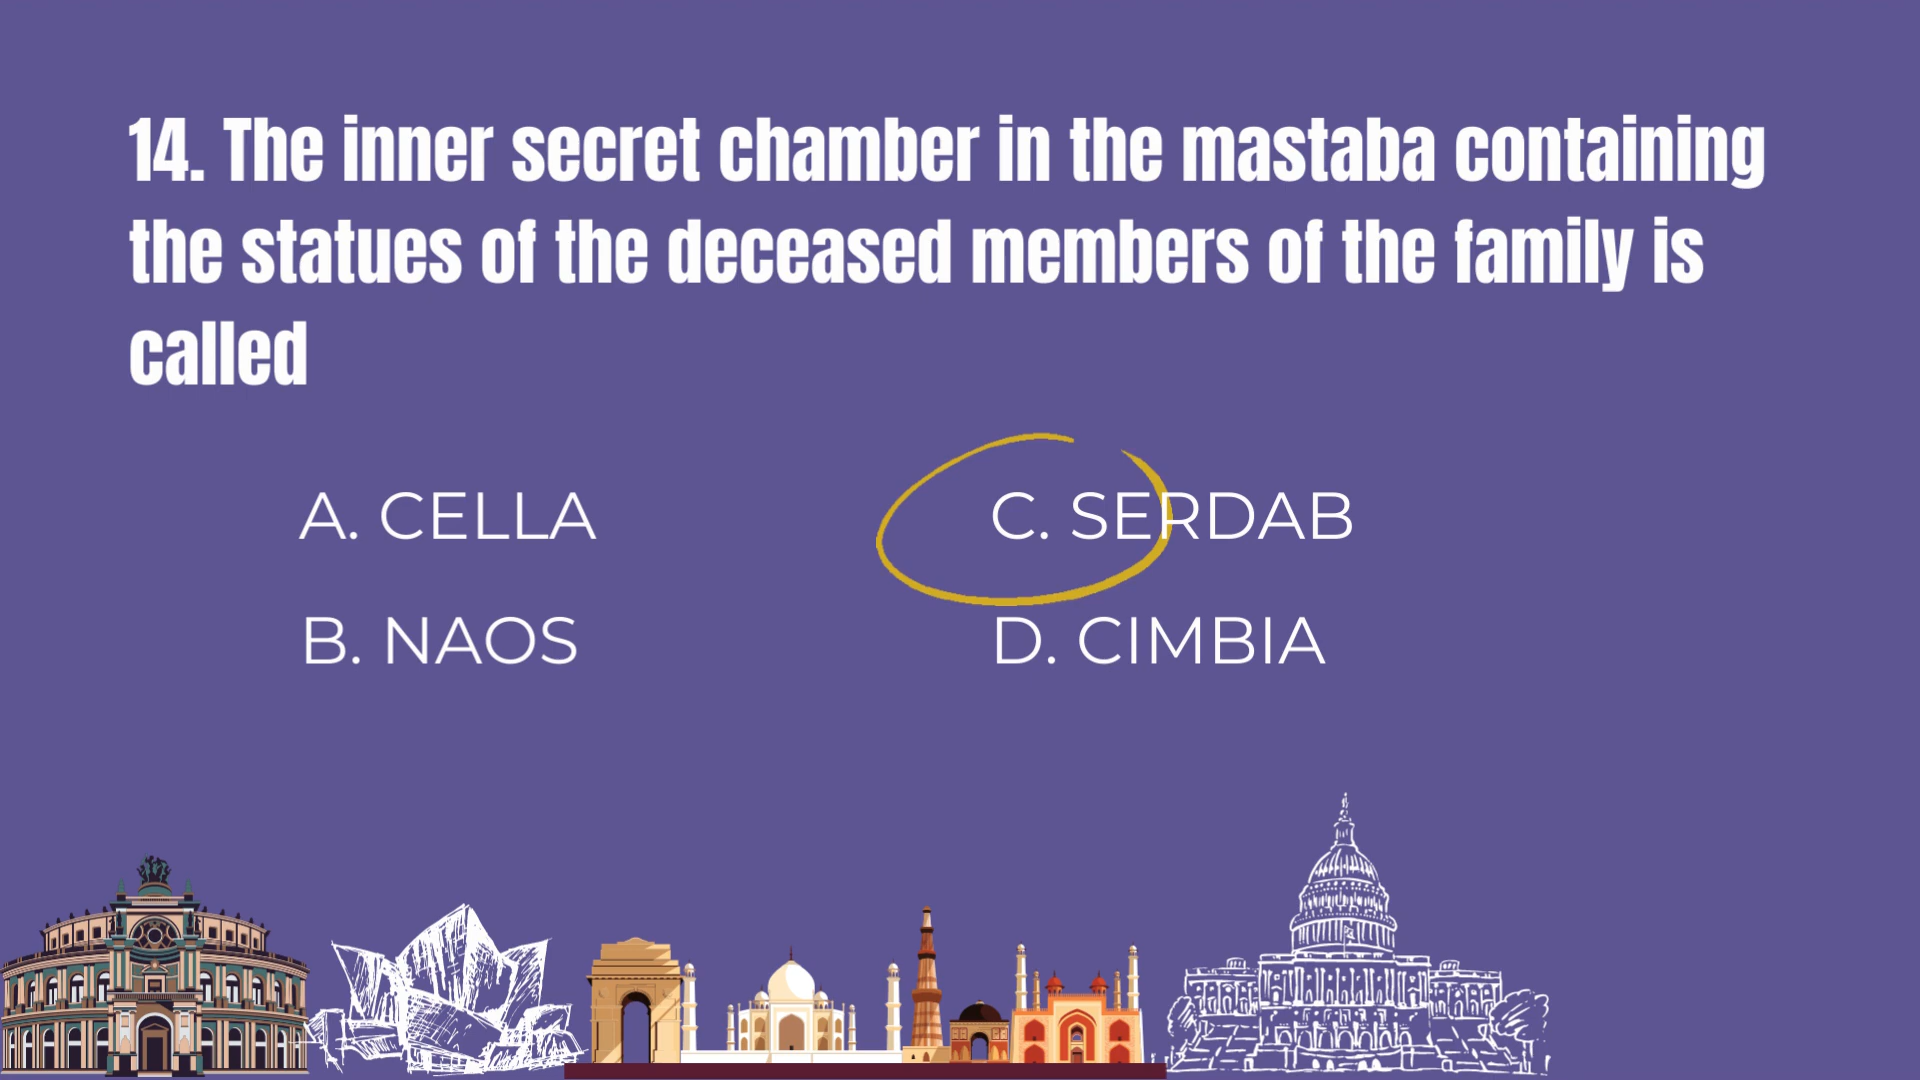 14. The inner secret chamber in the mastaba containing
the statues of the deceased members of the family is
called
A. CELLA
B. NAOS
C. SERDAB
D. CIMBIA